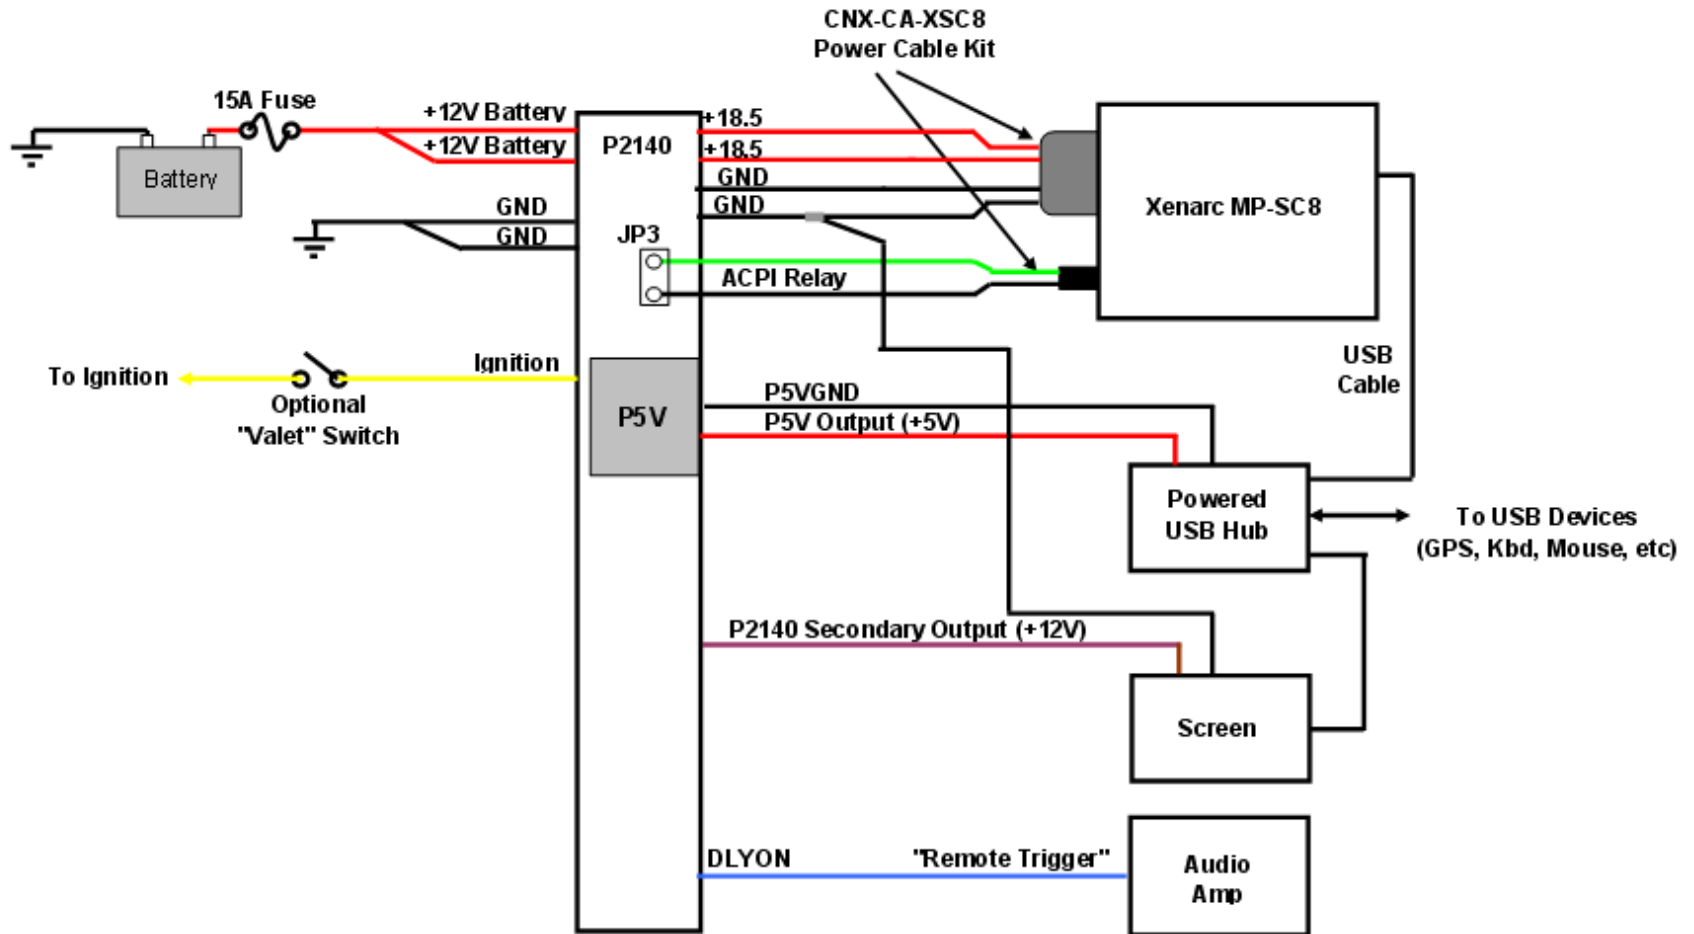 CNX-CA-XSC8
Power Cable Kit
15A Fuse
+12V Battery
+12V Battery
Battery
P2140
+18.5
+18.5
GND
GND
GND
GND
JP3
ACPI Relay
Xenarc MP-SC8
USB
Cable
To Ignition
Optional
"Valet" Switch
Ignition
P5V
P5VGND
P5V Output (+5V)
Powered
USB Hub
To USB Devices
(GPS, Kbd, Mouse, etc)
P2140 Secondary Output (+12V)
Screen
DLYON
"Remote Trigger"
Audio
Amp